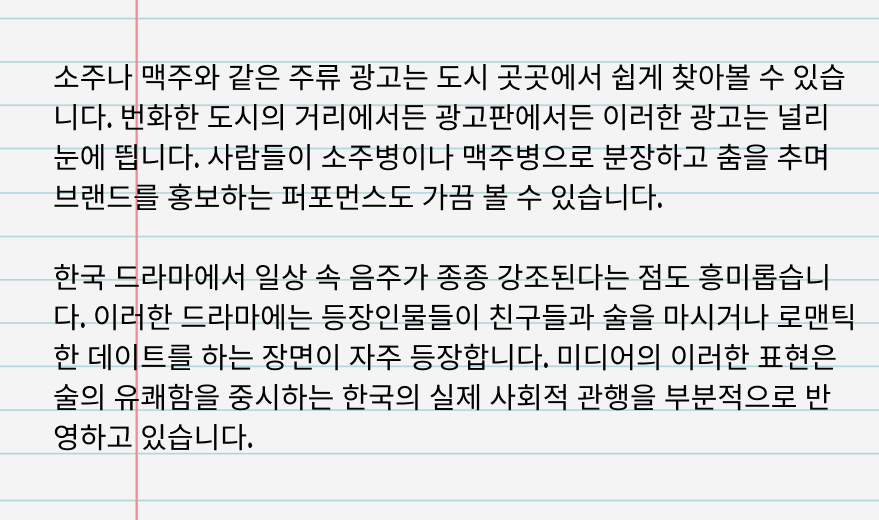 소주나 맥주와 같은 주류 광고는 도시 곳곳에서 쉽게 찾아볼 수 있습
니다. 번화한 도시의 거리에서든 광고판에서든 이러한 광고는 널리
눈에 띕니다. 사람들이 소주병이나 맥주병으로 분장하고 춤을 추며
브랜드를 홍보하는 퍼포먼스도 가끔 볼 수 있습니다.
한국 드라마에서 일상 속 음주가 종종 강조된다는 점도 흥미롭습니
다. 이러한 드라마에는 등장인물들이 친구들과 술을 마시거나 로맨틱
한 데이트를 하는 장면이 자주 등장합니다. 미디어의 이러한 표현은
술의 유쾌함을 중시하는 한국의 실제 사회적 관행을 부분적으로 반
영하고 있습니다.